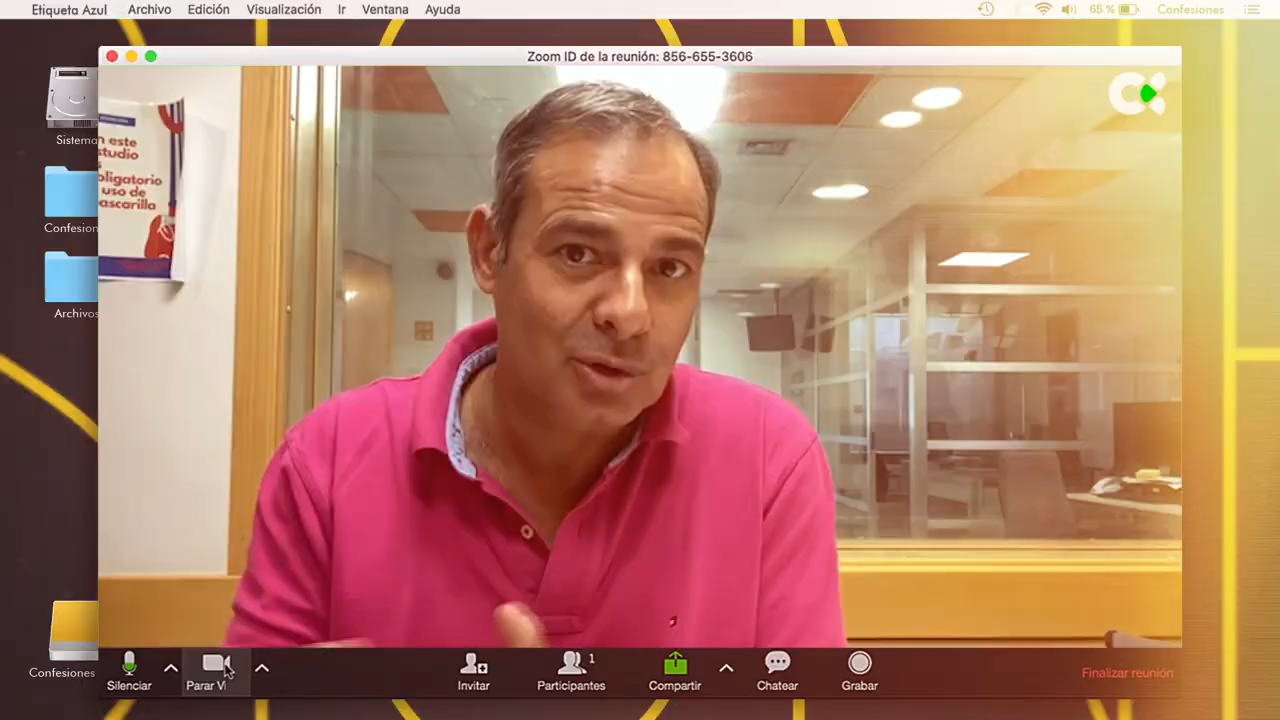 Etiqueta Azul Archivo Edición Visualización Ir Ventana Ayuda 65 % Confesiones
Zoom ID de la reunión: 856-655-3606
Sistema
n este
studio
bligatorio
uso de
ascarilla
Confesion
Archivos
Confesiones
Silenciar
Parar Vi
Invitar
1
Participantes
Compartir
Chatear
Grabar
Finalizar reunión